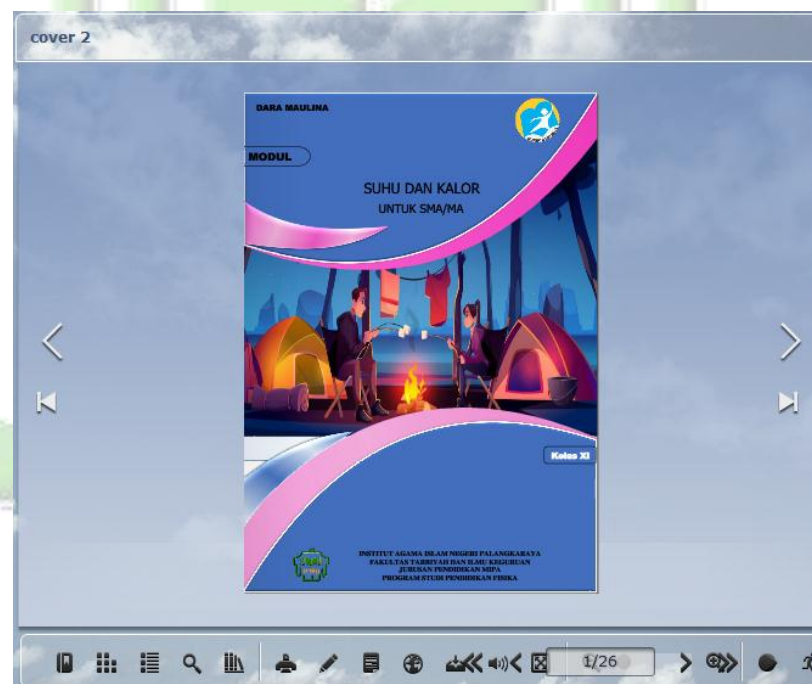 cover 2
DARA MAULINA
MODUL
SUHU DAN KALOR
UNTUK SMA/MA
Kelas XI
INSTITUT AGAMA ISLAM NEGERI PALANGKARAYA
FAKULTAS TARBIYAH DAN ILMU KEGURUAN
JURUSAN PENDIDIKAN MIPA
PROGRAM STUDI PENDIDIKAN FISIKA
1/26